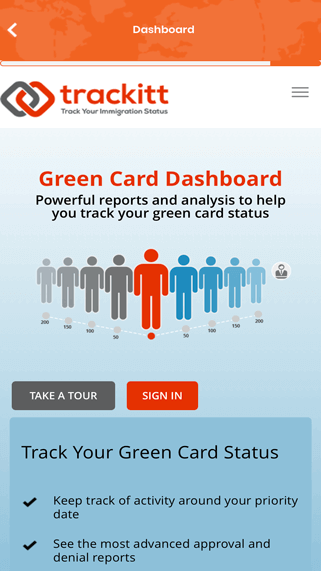 Dashboard
trackitt
Track Your Immigration Status
Green Card Dashboard
Powerful reports and analysis to help
you track your green card status
200
150
100
50
50
100
150
200
TAKE A TOUR
SIGN IN
Track Your Green Card Status
Keep track of activity around your priority
date
See the most advanced approval and
denial reports